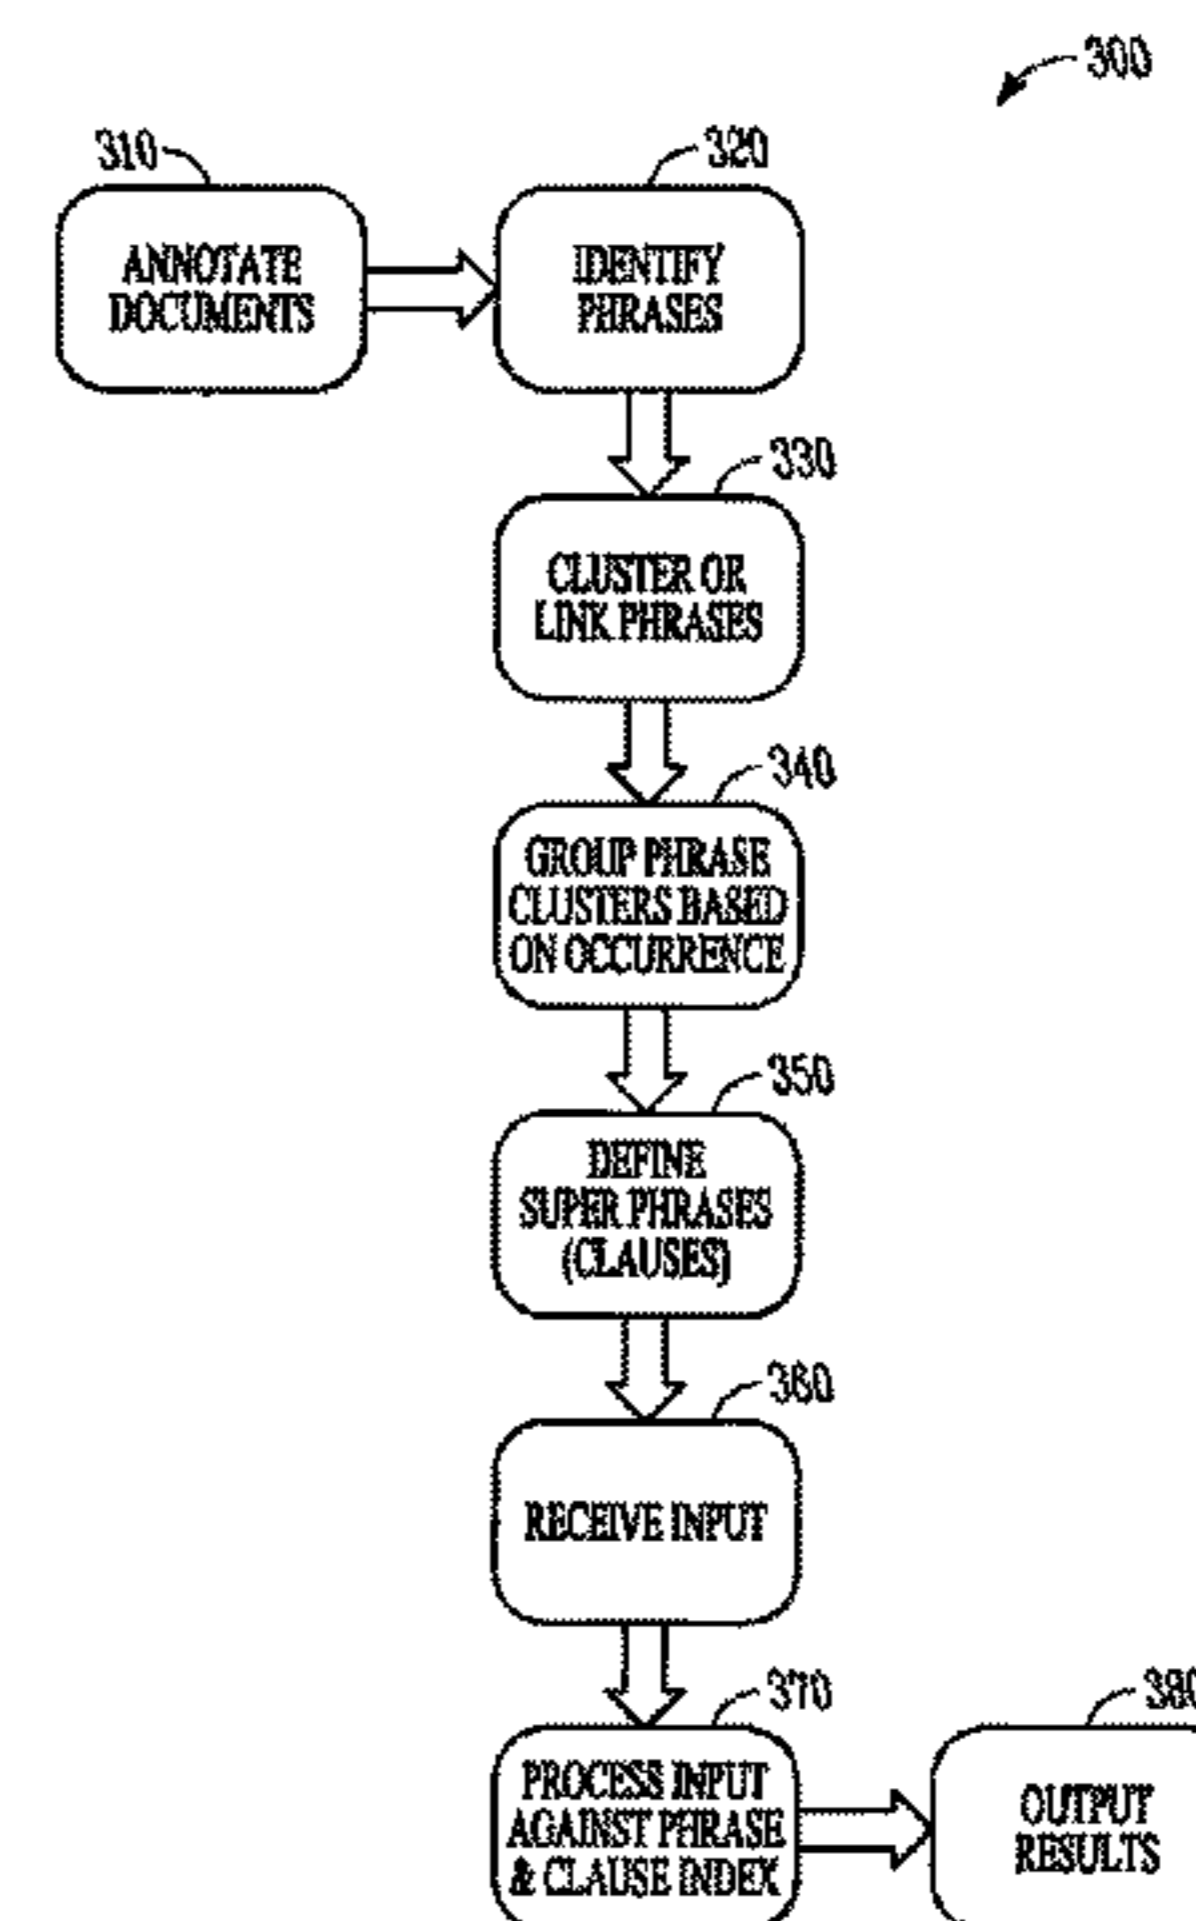 300
310
320
ANNOTATE
DOCUMENTS
IDENTIFY
PHRASES
330
CLUSTER OR
LINK PHRASES
340
GROUP PHRASE
CLUSTERS BASED
ON OCCURRENCE
350
DEFINE
SUPER PHRASES
(CLAUSES)
360
RECEIVE INPUT
370
380
PROCESS INPUT
AGAINST PHRASE
& CLAUSE INDEX
OUTPUT
RESULTS